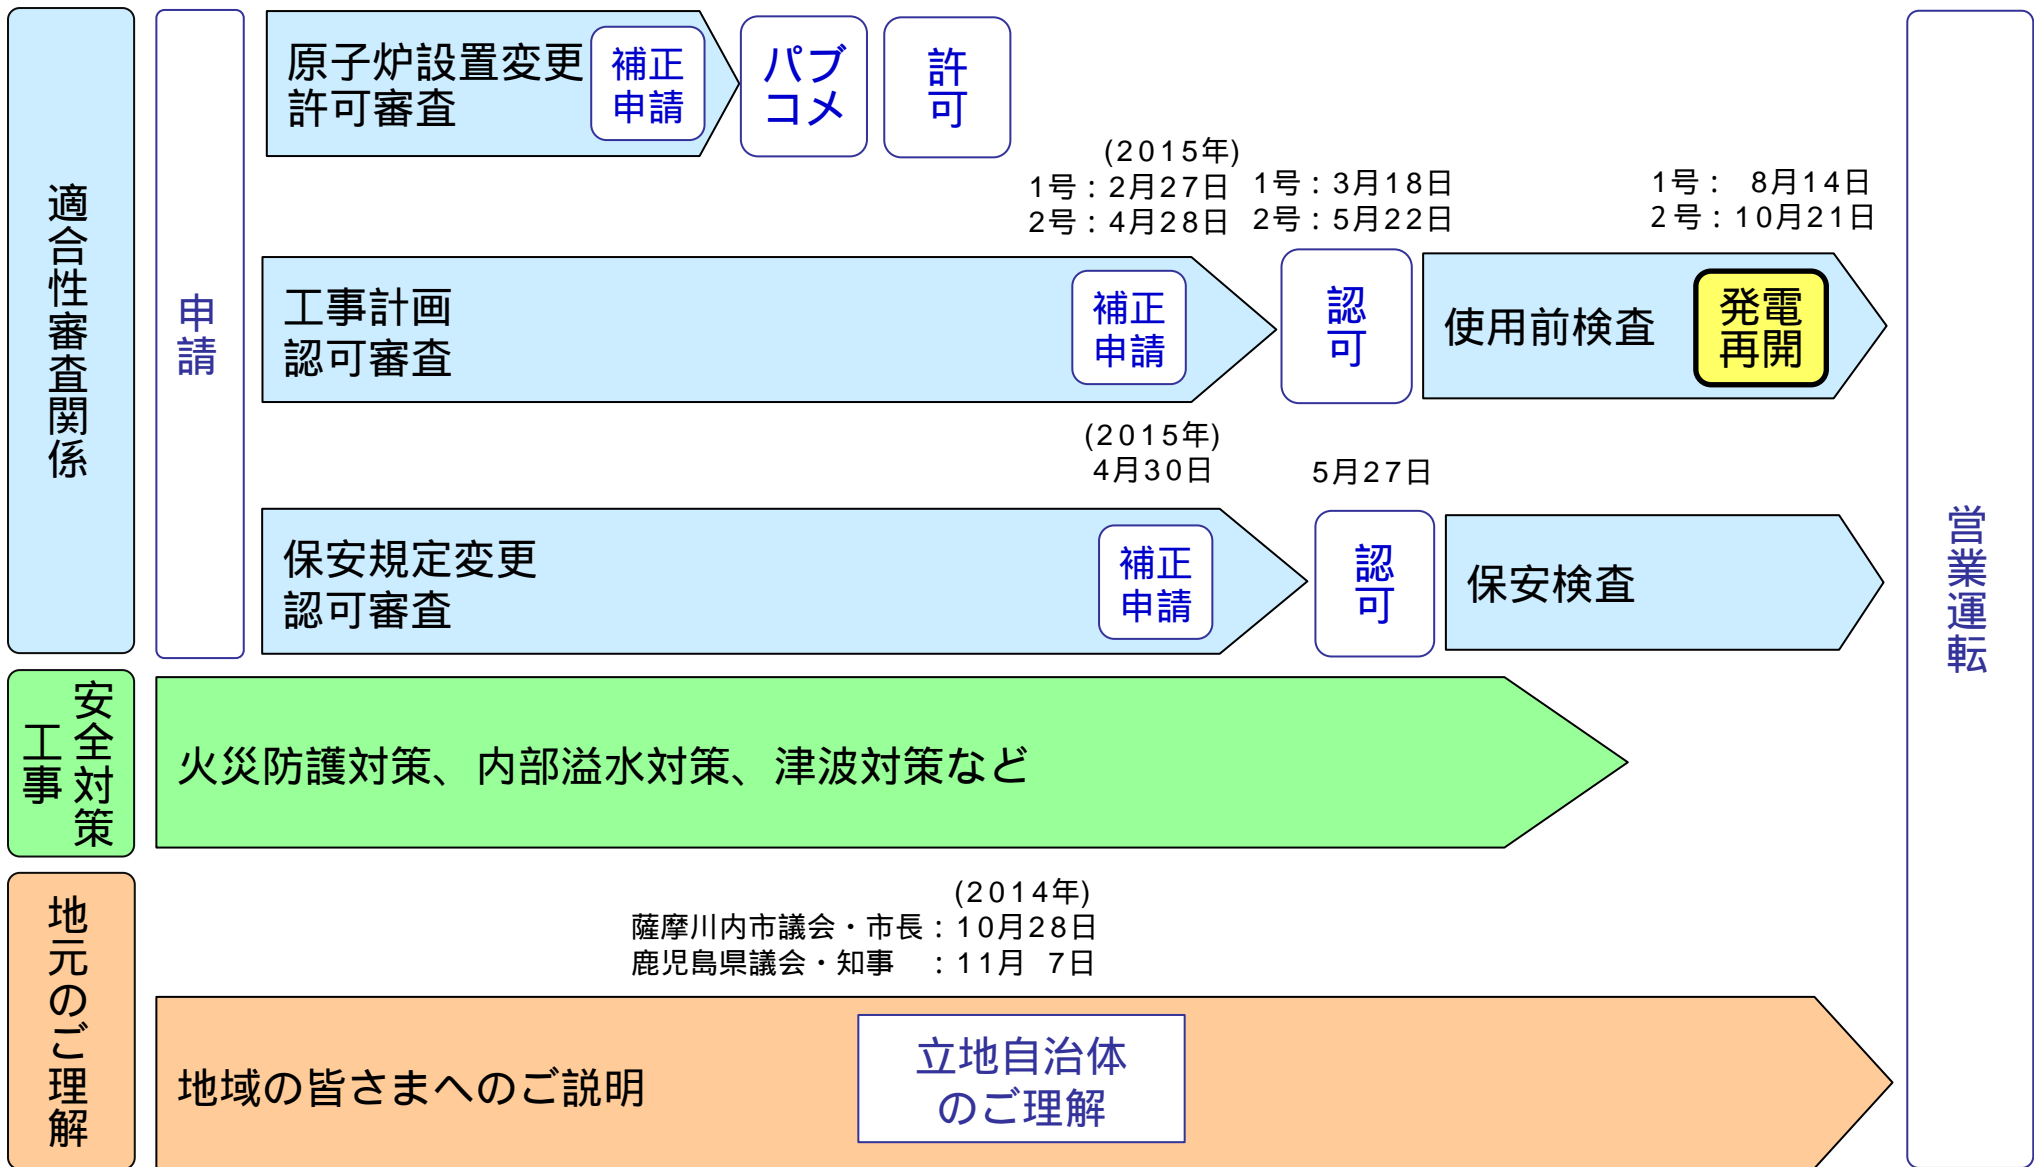 適合性審査関係
申請
原子炉設置変更
許可審査
補正
申請
パブ
コメ
許可
(2015年)
1号：2月27日
2号：4月28日
1号：3月18日
2号：5月22日
1号： 8月14日
2号：10月21日
工事計画
認可審査
補正
申請
認可
使用前検査
発電
再開
(2015年)
4月30日
5月27日
保安規定変更
認可審査
補正
申請
認可
保安検査
営業運転
安全対策
工事
火災防護対策、内部溢水対策、津波対策など
地元のご理解
(2014年)
薩摩川内市議会・市長：10月28日
鹿児島県議会・知事　：11月 7日
地域の皆さまへのご説明
立地自治体
のご理解